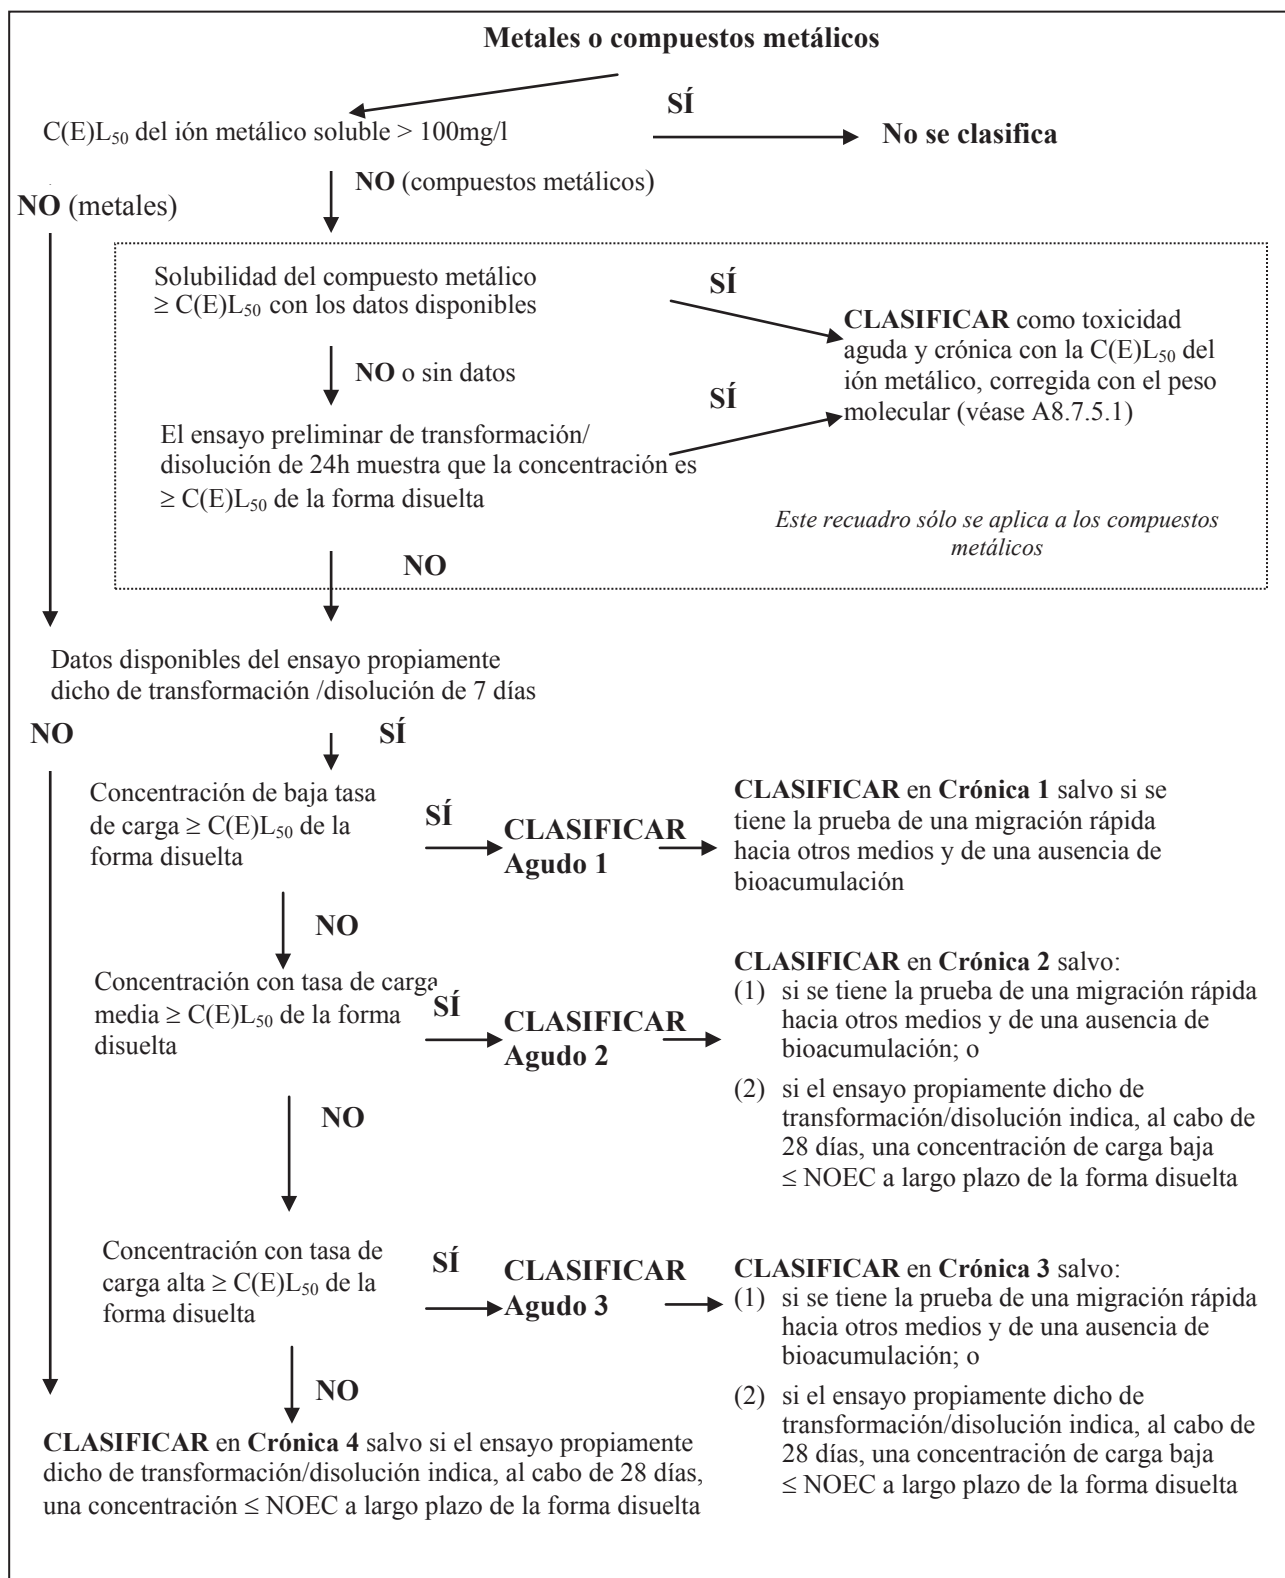 Metales o compuestos metálicos
C(E)L50 del ión metálico soluble > 100mg/l
SÍ
No se clasifica
NO (compuestos metálicos)
NO (metales)
Solubilidad del compuesto metálico
≥ C(E)L50 con los datos disponibles
SÍ
CLASIFICAR como toxicidad
aguda y crónica con la C(E)L50 del
ión metálico, corregida con el peso
molecular (véase A8.7.5.1)
NO o sin datos
SÍ
El ensayo preliminar de transformación/
disolución de 24h muestra que la concentración es
≥ C(E)L50 de la forma disuelta
Este recuadro sólo se aplica a los compuestos
metálicos
NO
Datos disponibles del ensayo propiamente
dicho de transformación /disolución de 7 días
NO
SÍ
Concentración de baja tasa
de carga ≥ C(E)L50 de la
forma disuelta
SÍ
CLASIFICAR
Agudo 1
CLASIFICAR en Crónica 1 salvo si se
tiene la prueba de una migración rápida
hacia otros medios y de una ausencia de
bioacumulación
NO
Concentración con tasa de carga
media ≥ C(E)L50 de la forma
disuelta
SÍ
CLASIFICAR
Agudo 2
CLASIFICAR en Crónica 2 salvo:
(1) si se tiene la prueba de una migración rápida
hacia otros medios y de una ausencia de
bioacumulación; o
(2) si el ensayo propiamente dicho de
transformación/disolución indica, al cabo de
28 días, una concentración de carga baja
≤ NOEC a largo plazo de la forma disuelta
NO
Concentración con tasa de
carga alta ≥ C(E)L50 de la
forma disuelta
SÍ
CLASIFICAR
Agudo 3
CLASIFICAR en Crónica 3 salvo:
(1) si se tiene la prueba de una migración rápida
hacia otros medios y de una ausencia de
bioacumulación; o
(2) si el ensayo propiamente dicho de
transformación/disolución indica, al cabo de
28 días, una concentración de carga baja
≤ NOEC a largo plazo de la forma disuelta
NO
CLASIFICAR en Crónica 4 salvo si el ensayo propiamente
dicho de transformación/disolución indica, al cabo de 28 días,
una concentración ≤ NOEC a largo plazo de la forma disuelta